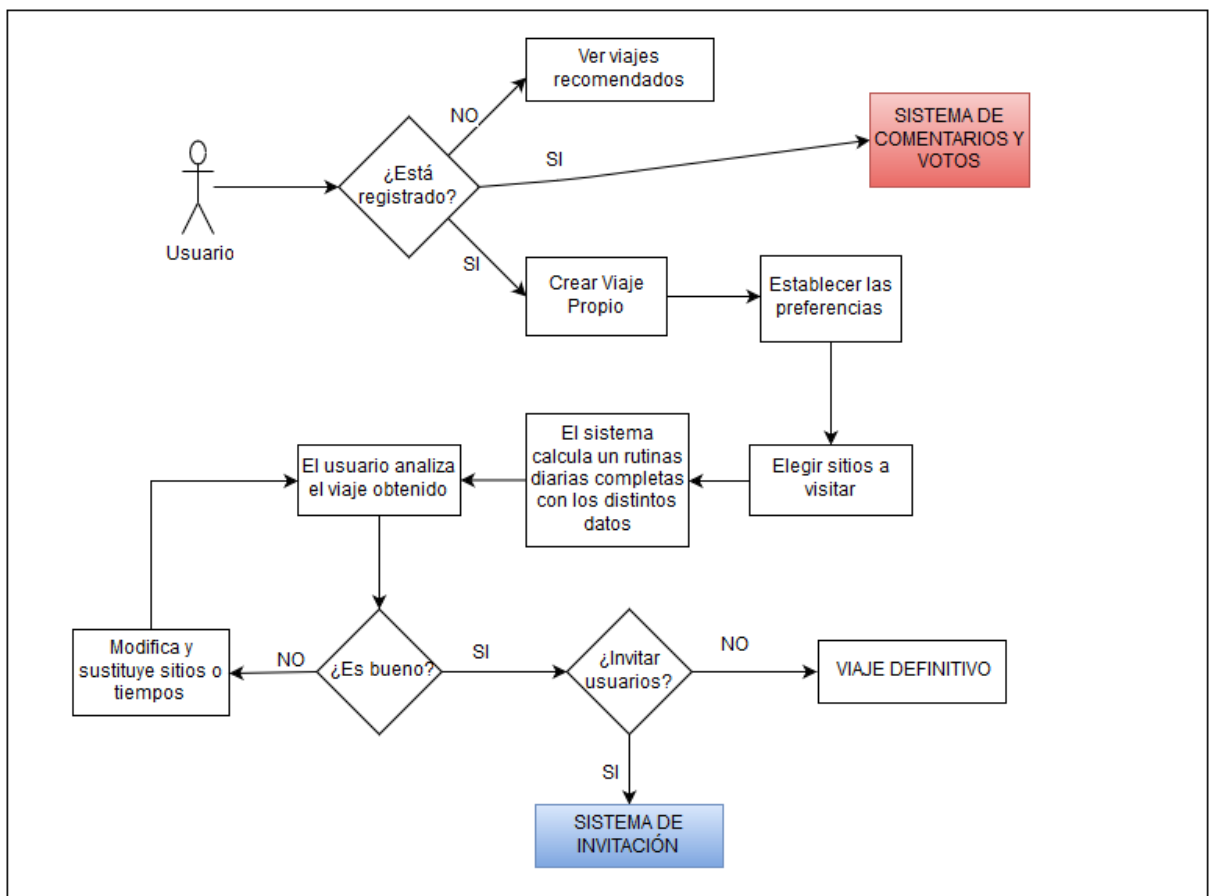 Ver viajes
recomendados
NO
SISTEMA DE
COMENTARIOS Y
VOTOS
SI
¿Está
registrado?
Usuario
SI
Crear Viaje
Propio
Establecer las
preferencias
El usuario analiza
el viaje obtenido
El sistema
calcula un rutinas
diarias completas
con los distintos
datos
Elegir sitios a
visitar
Modifica y
sustituye sitios o
tiempos
NO
¿Es bueno?
SI
¿Invitar
usuarios?
NO
VIAJE DEFINITIVO
SI
SISTEMA DE
INVITACIÓN